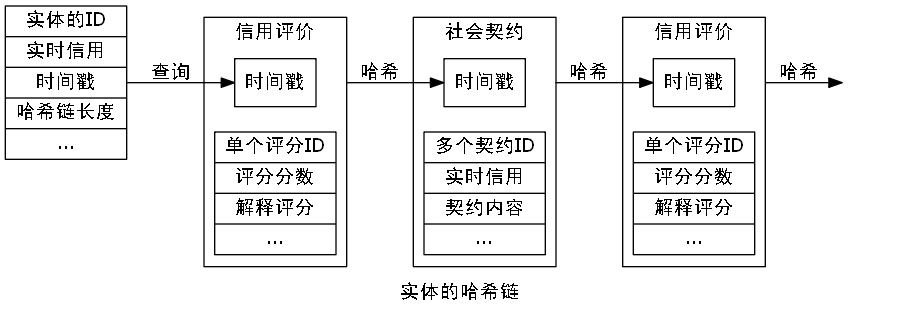 实体的ID
实时信用
时间戳
哈希链长度
...
查询
信用评价
时间戳
单个评分ID
评分分数
解释评分
...
哈希
社会契约
时间戳
多个契约ID
实时信用
契约内容
...
哈希
信用评价
时间戳
单个评分ID
评分分数
解释评分
...
哈希
实体的哈希链